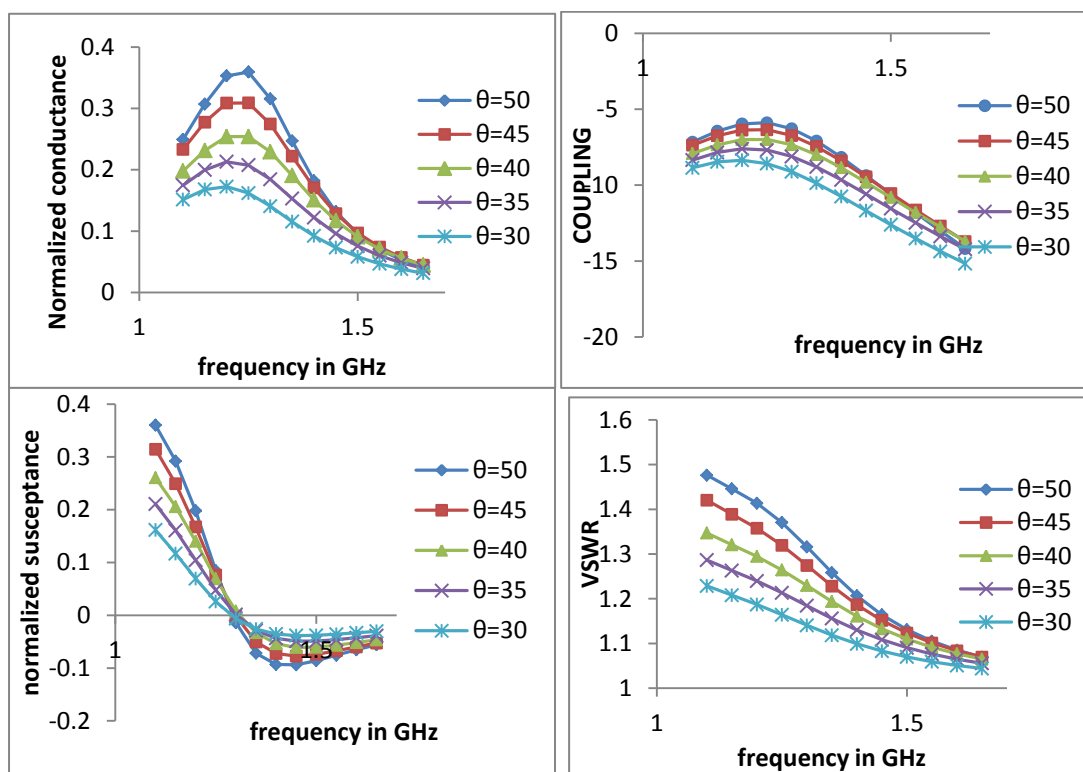 Normalized conductance
0.4
0.3
0.2
0.1
0
1
1.5
frequency in GHz
θ=50
θ=45
θ=40
θ=35
θ=30
COUPLING
0
-5
-10
-15
-20
1
1.5
frequency in GHz
θ=50
θ=45
θ=40
θ=35
θ=30
normalized susceptance
0.4
0.3
0.2
0.1
0
-0.1
-0.2
1
1.5
frequency in GHz
θ=50
θ=45
θ=40
θ=35
θ=30
VSWR
1.6
1.5
1.4
1.3
1.2
1.1
1
1
1.5
frequency in GHz
θ=50
θ=45
θ=40
θ=35
θ=30